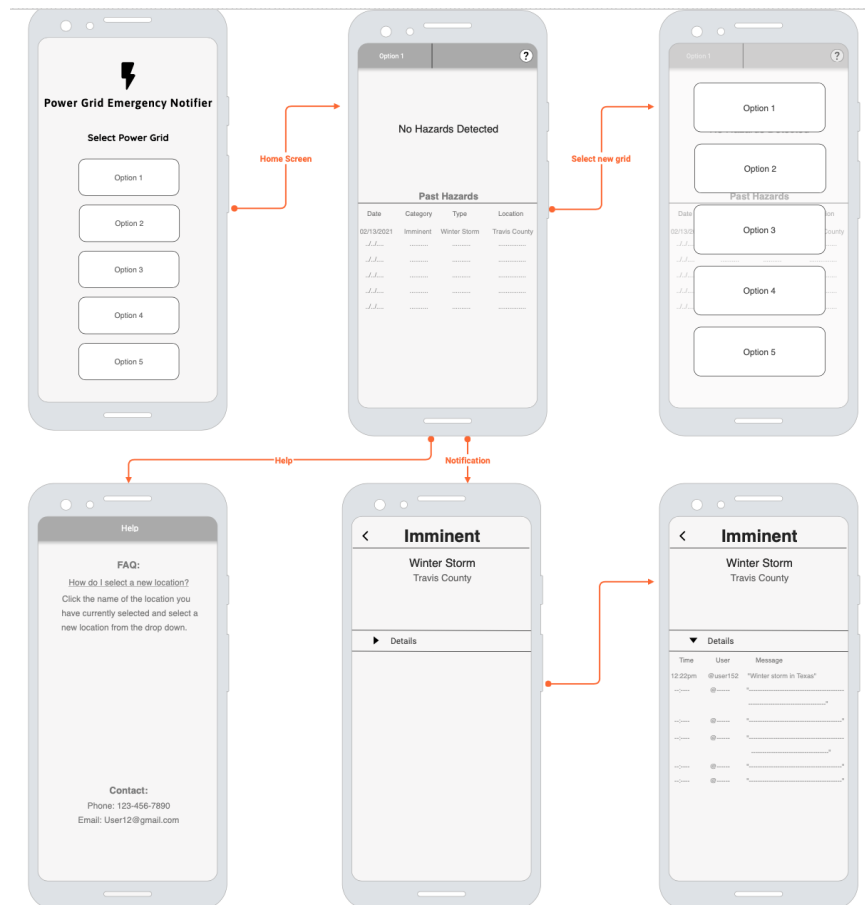 Power Grid Emergency Notifier
Select Power Grid
Option 1
Option 2
Option 3
Option 4
Option 5
Home Screen
Option 1
?
No Hazards Detected
Past Hazards
Date Category Type Location
02/13/2021 Imminent Winter Storm Travis County
../../.... .......... .......... ..............
../../.... .......... .......... ..............
../../.... .......... .......... ..............
../../.... .......... .......... ..............
Select new grid
Option 1
?
Option 1
Option 2
Past Hazards
Date
Option 3
Option 4
Option 5
Help
Notification
Help
FAQ:
How do I select a new location?
Click the name of the location you
have currently selected and select a
new location from the drop down.
Contact:
Phone: 123-456-7890
Email: User12@gmail.com
Imminent
Winter Storm
Travis County
Details
Imminent
Winter Storm
Travis County
Details
Time User Message
12:22pm @user152 "Winter storm in Texas"